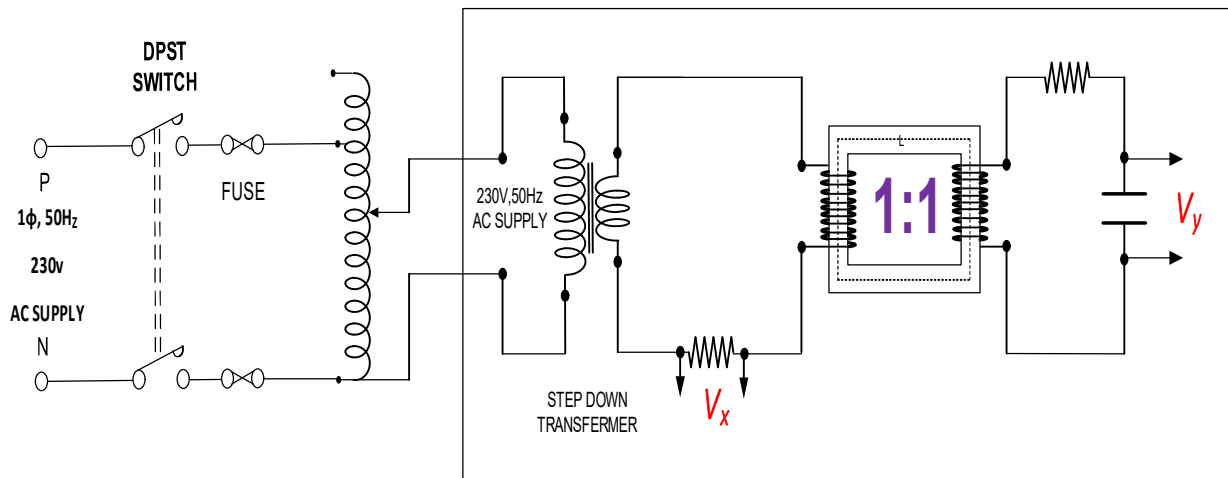 DPST
SWITCH
P
1ϕ, 50Hz
230v
AC SUPPLY
N
FUSE
230V,50Hz
AC SUPPLY
STEP DOWN
TRANSFERMER
Vx
L
1:1
Vy